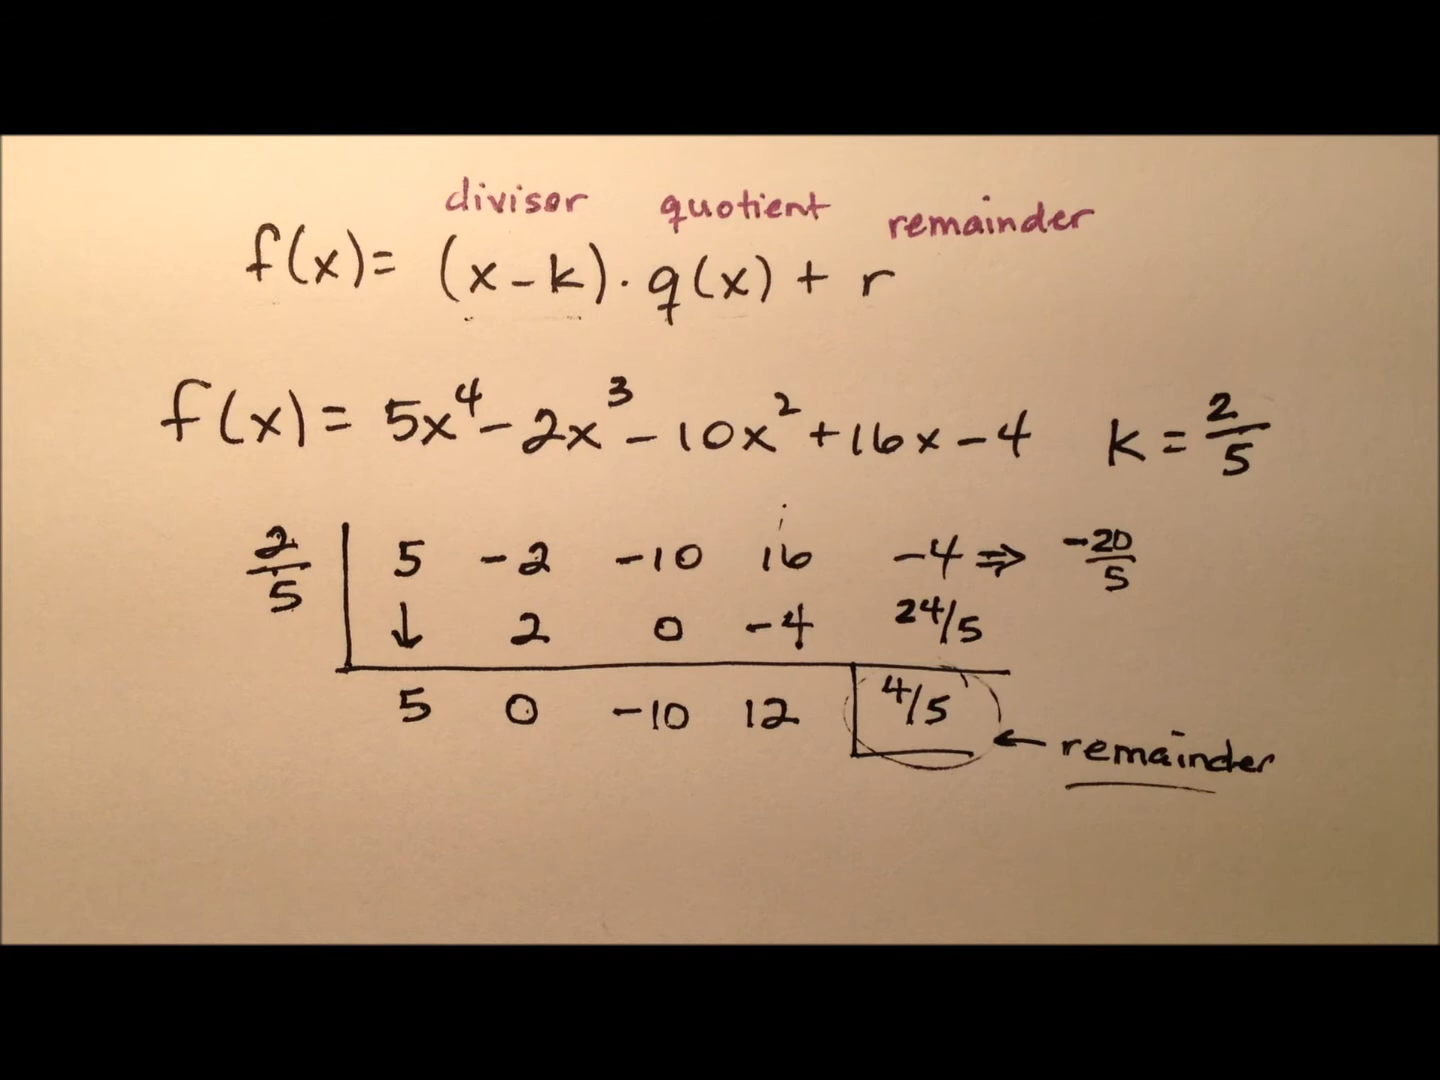 divisor quotient remainder
f(x) = (x-k) · q(x) + r
f(x) = 5x⁴ - 2x³ - 10x² + 16x - 4 k = 2/5
2/5 | 5 -2 -10 16 -4 ⇒ -20/5
↓ 2 0 -4 24/5
5 0 -10 12 4/5
← remainder